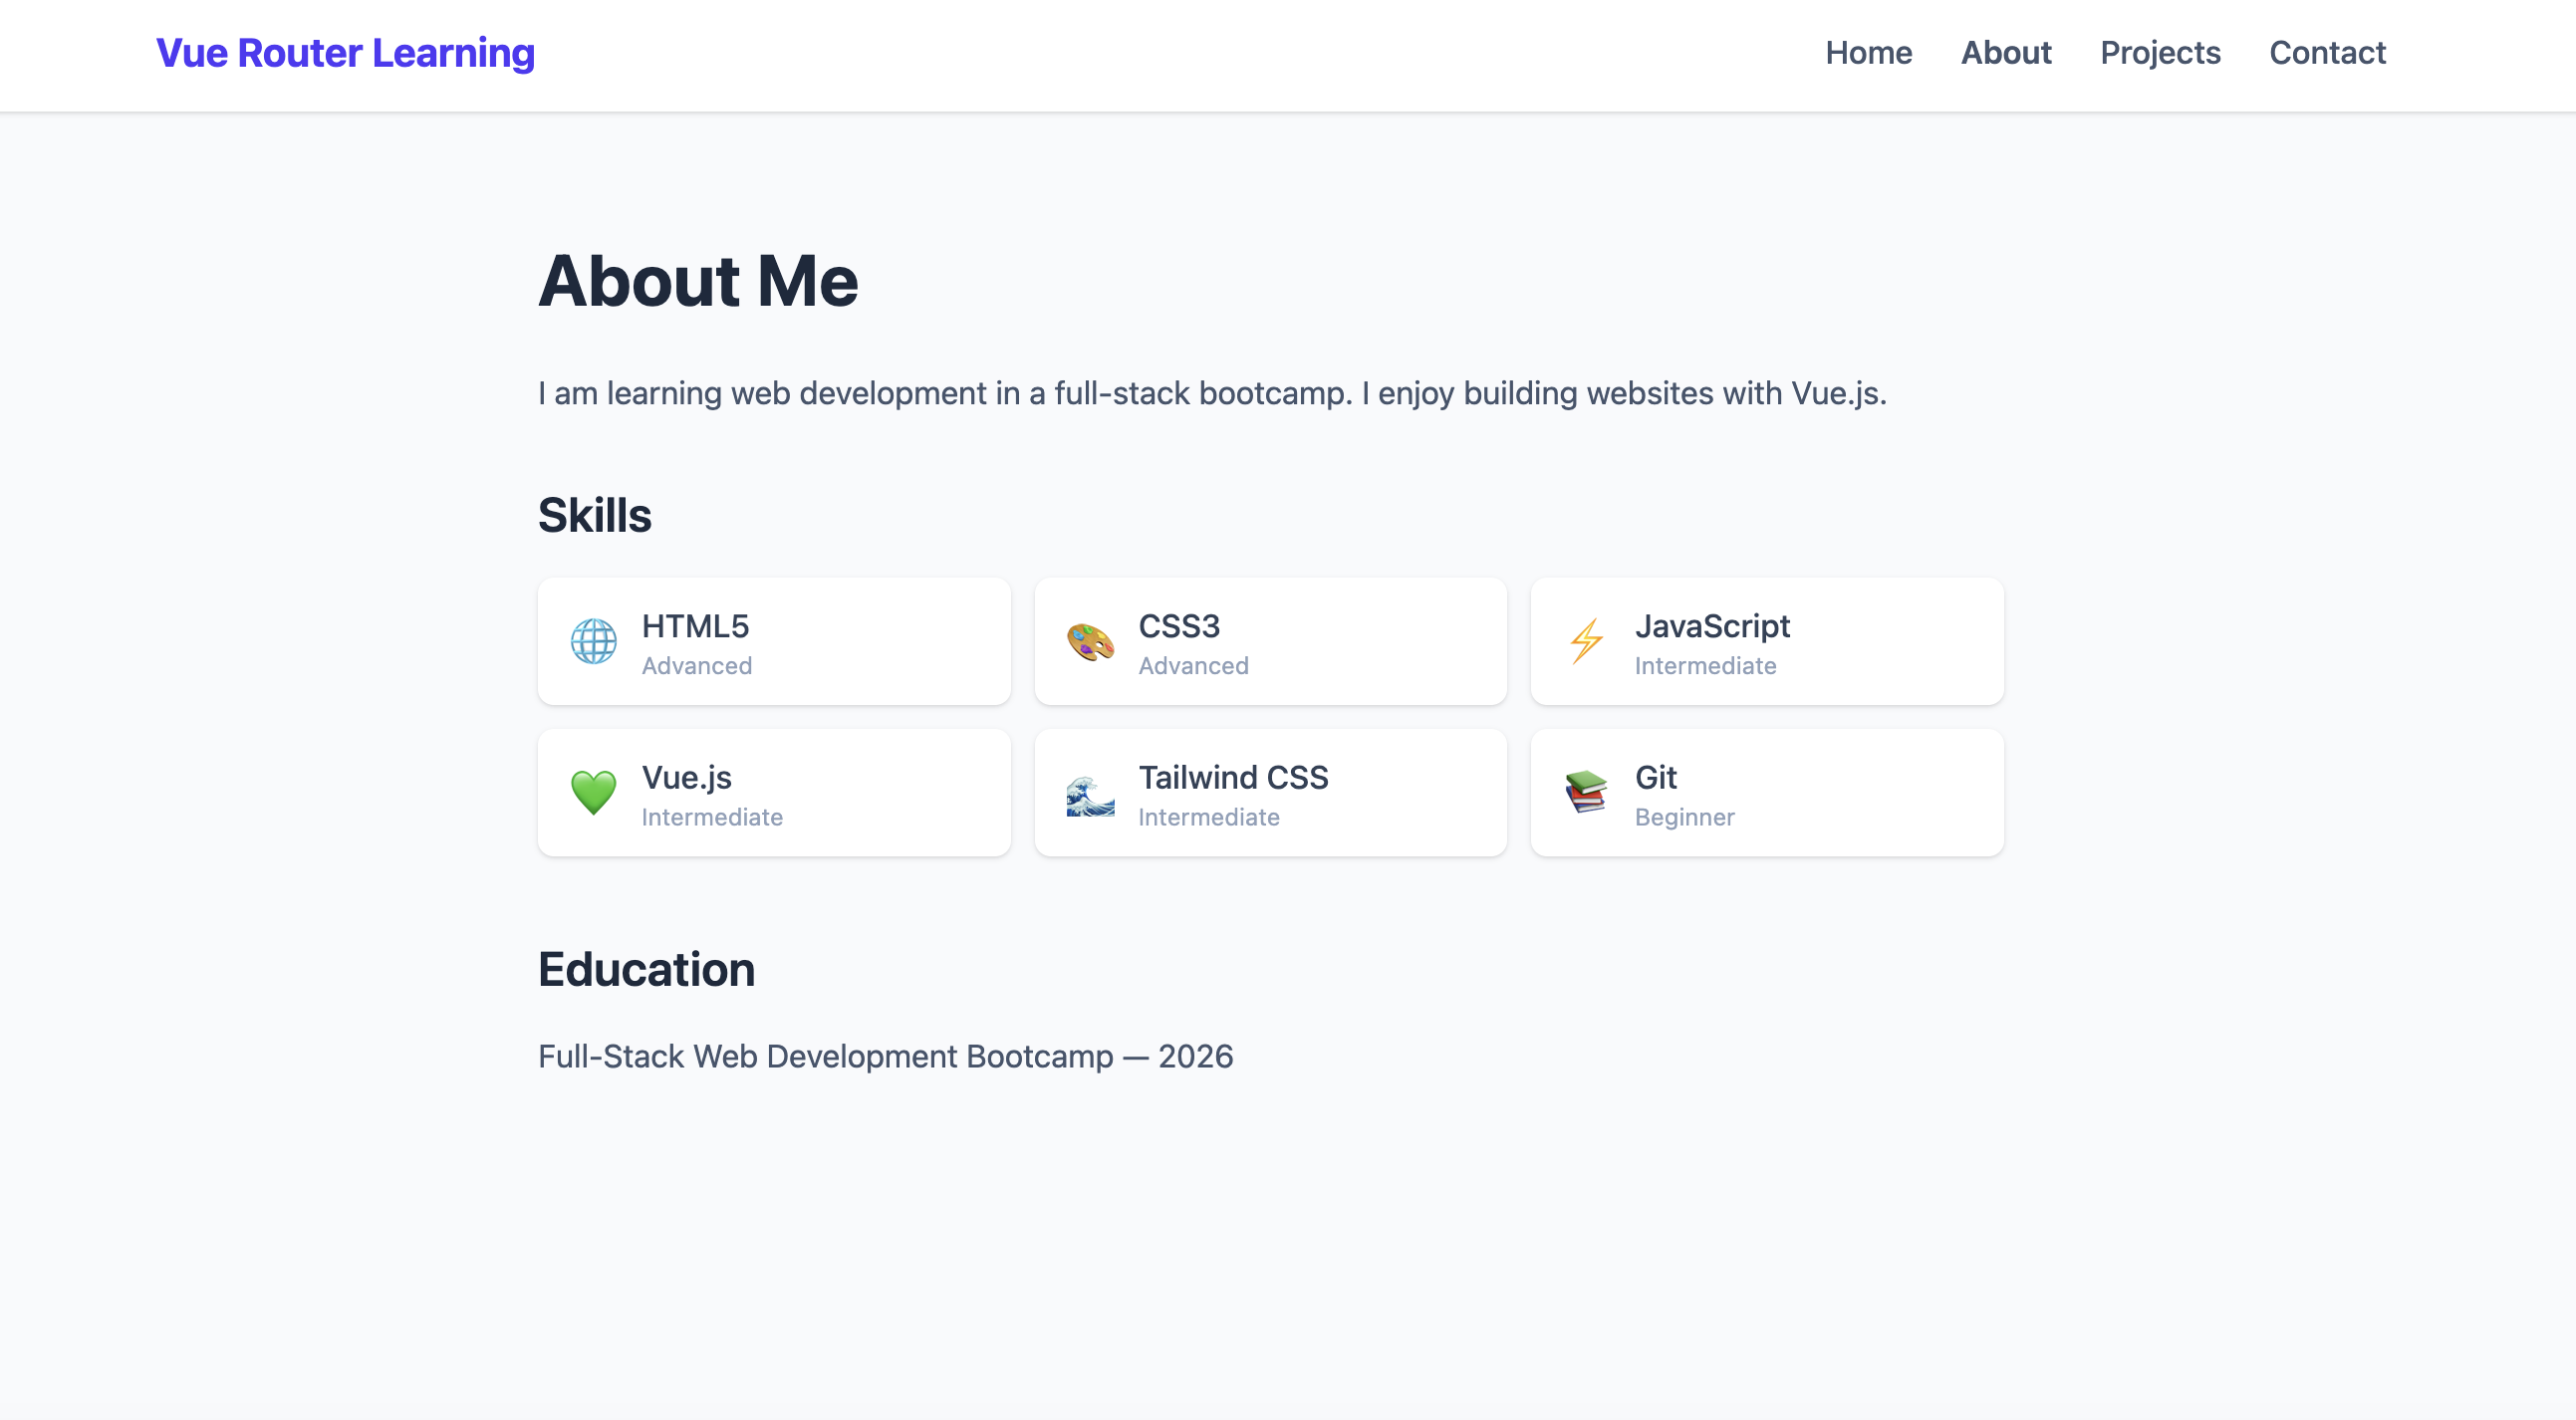 Vue Router Learning
Home About Projects Contact
About Me
I am learning web development in a full-stack bootcamp. I enjoy building websites with Vue.js.
Skills
HTML5
Advanced
CSS3
Advanced
JavaScript
Intermediate
Vue.js
Intermediate
Tailwind CSS
Intermediate
Git
Beginner
Education
Full-Stack Web Development Bootcamp — 2026